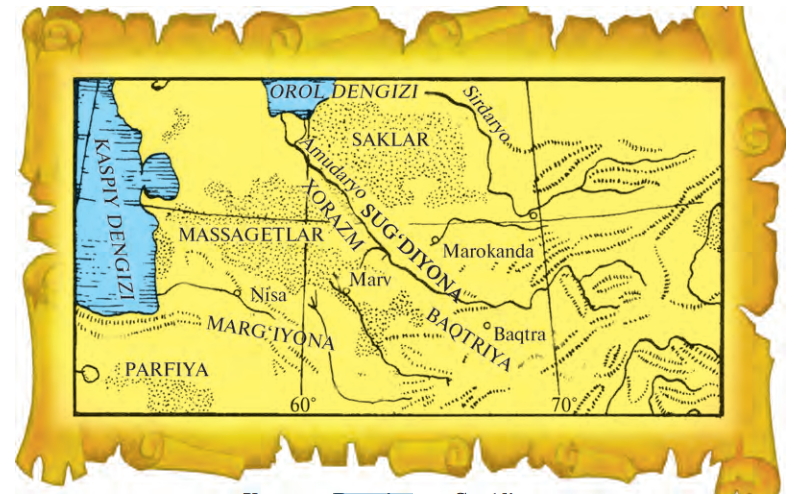 OROL DENGIZI
Sirdaryo
KASPIY DENGIZI
SAKLAR
Amudaryo
XORAZM
SUG‘DIYONA
MASSAGETLAR
Marokanda
Marv
Nisa
MARG‘IYONA
BAQTRIYA
Baqtra
PARFIYA
60°
70°